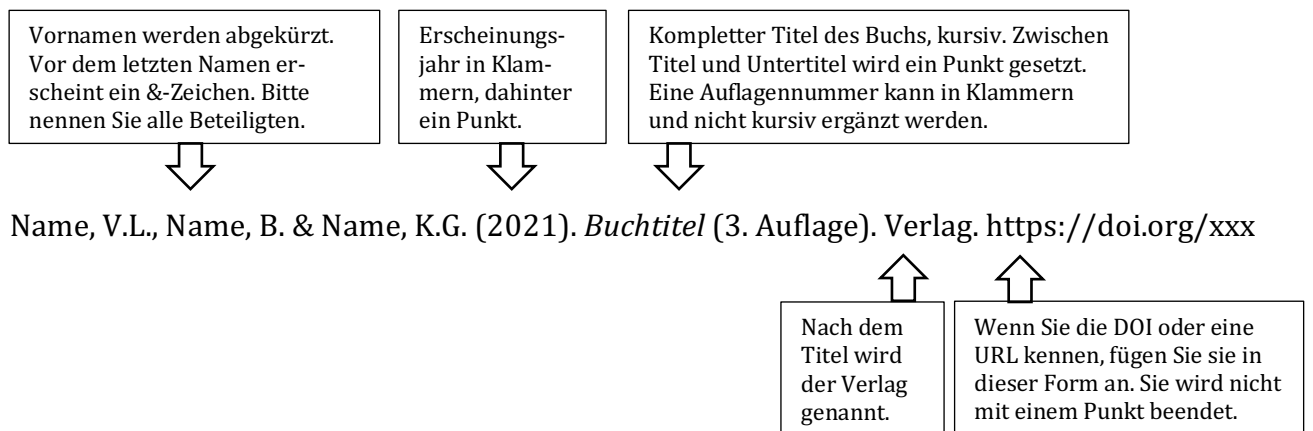 Vornamen werden abgekürzt.
Vor dem letzten Namen er-
scheint ein &-Zeichen. Bitte
nennen Sie alle Beteiligten.
Erscheinungs-
jahr in Klam-
mern, dahinter
ein Punkt.
Kompletter Titel des Buchs, kursiv. Zwischen
Titel und Untertitel wird ein Punkt gesetzt.
Eine Auflagennummer kann in Klammern
und nicht kursiv ergänzt werden.
Name, V.L., Name, B. & Name, K.G. (2021). Buchtitel (3. Auflage). Verlag. https://doi.org/xxx
Nach dem
Titel wird
der Verlag
genannt.
Wenn Sie die DOI oder eine
URL kennen, fügen Sie sie in
dieser Form an. Sie wird nicht
mit einem Punkt beendet.